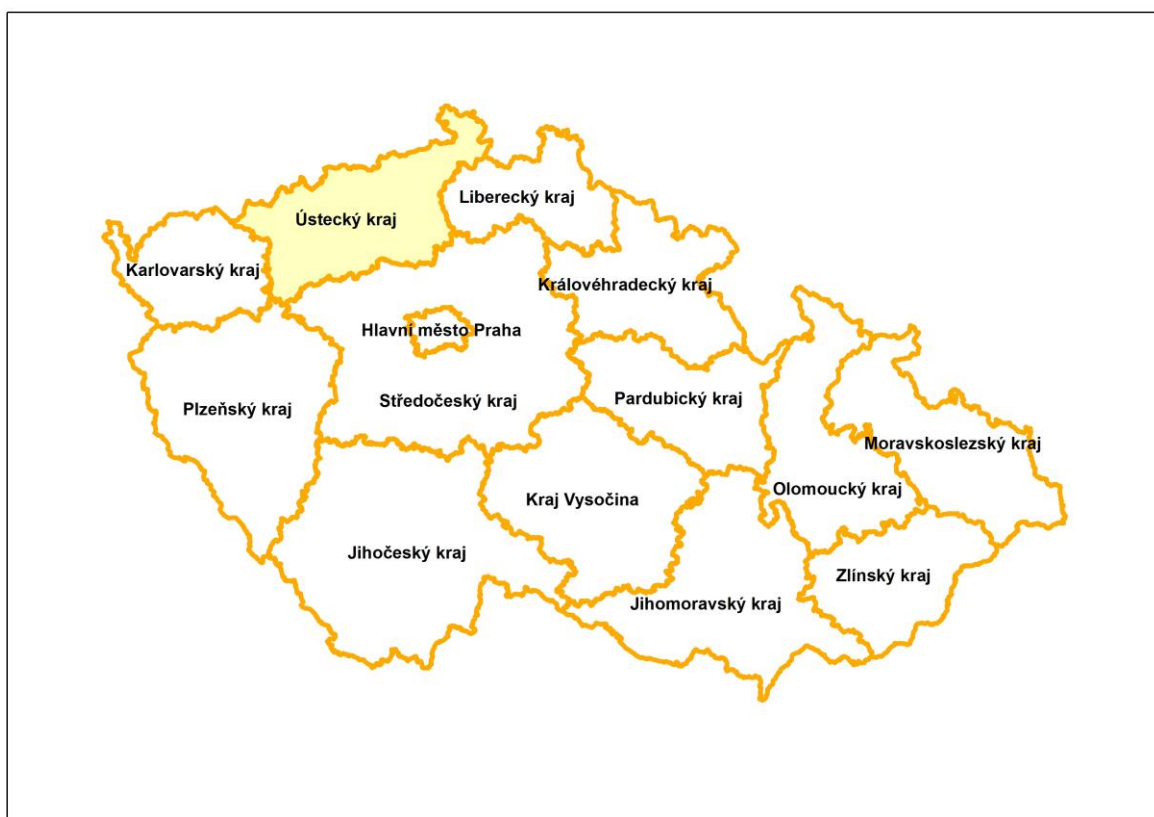 Liberecký kraj
Ústecký kraj
Karlovarský kraj
Královéhradecký kraj
Hlavní město Praha
Pardubický kraj
Středočeský kraj
Plzeňský kraj
Moravskoslezský kraj
Olomoucký kraj
Kraj Vysočina
Jihočeský kraj
Zlínský kraj
Jihomoravský kraj